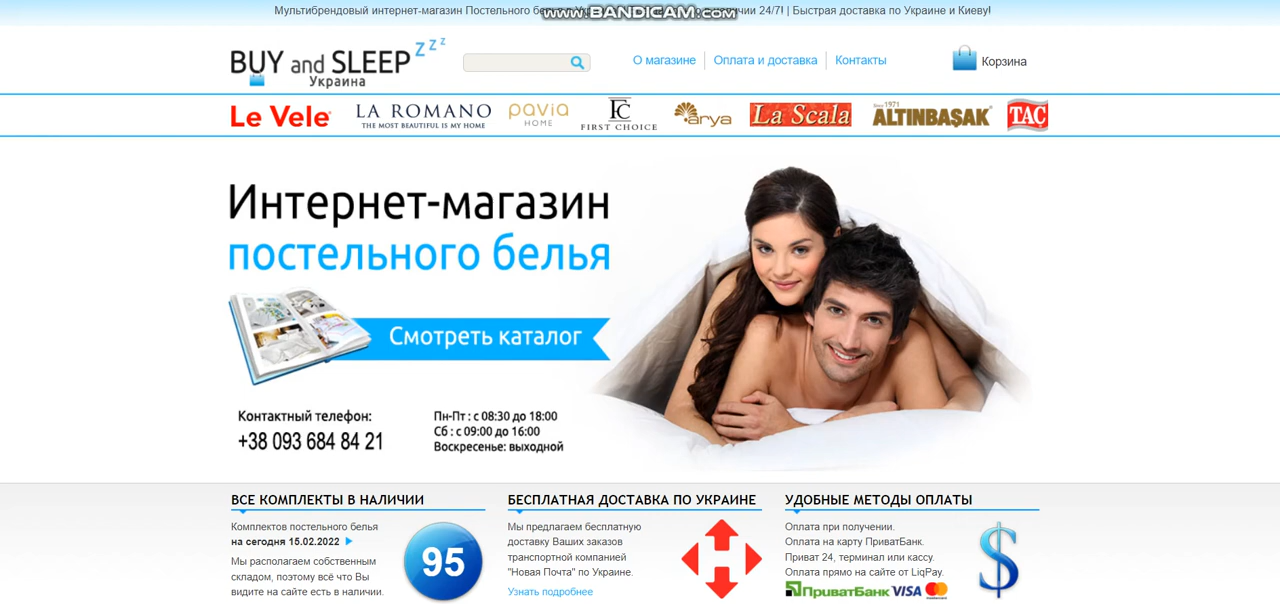 Мультибрендовый интернет-магазин Постельного
наличии 24/7! | Быстрая доставка по Украине и Киеву!
www.BANDICAM.com
BUY and SLEEP z z z
Украина
О магазине
Оплата и доставка
Контакты
Корзина
Le Vele®
LA ROMANO
THE MOST BEAUTIFUL IS MY HOME
pavia
HOME
FC
FIRST CHOICE
arya
La Scala
Since 1971
ALTINBAŞAK®
TAÇ
Интернет-магазин
постельного белья
Смотреть каталог
Контактный телефон:
+38 093 684 84 21
Пн-Пт : с 08:30 до 18:00
Сб : с 09:00 до 16:00
Воскресенье: выходной
ВСЕ КОМПЛЕКТЫ В НАЛИЧИИ
Комплектов постельного белья
на сегодня 15.02.2022
Мы располагаем собственным
складом, поэтому всё что Вы
видите на сайте есть в наличии.
95
БЕСПЛАТНАЯ ДОСТАВКА ПО УКРАИНЕ
Мы предлагаем бесплатную
доставку Ваших заказов
транспортной компанией
"Новая Почта" по Украине.
Узнать подробнее
УДОБНЫЕ МЕТОДЫ ОПЛАТЫ
Оплата при получении.
Оплата на карту ПриватБанк.
Приват 24, терминал или кассу.
Оплата прямо на сайте от LiqPay.
ПриватБанк VISA
$